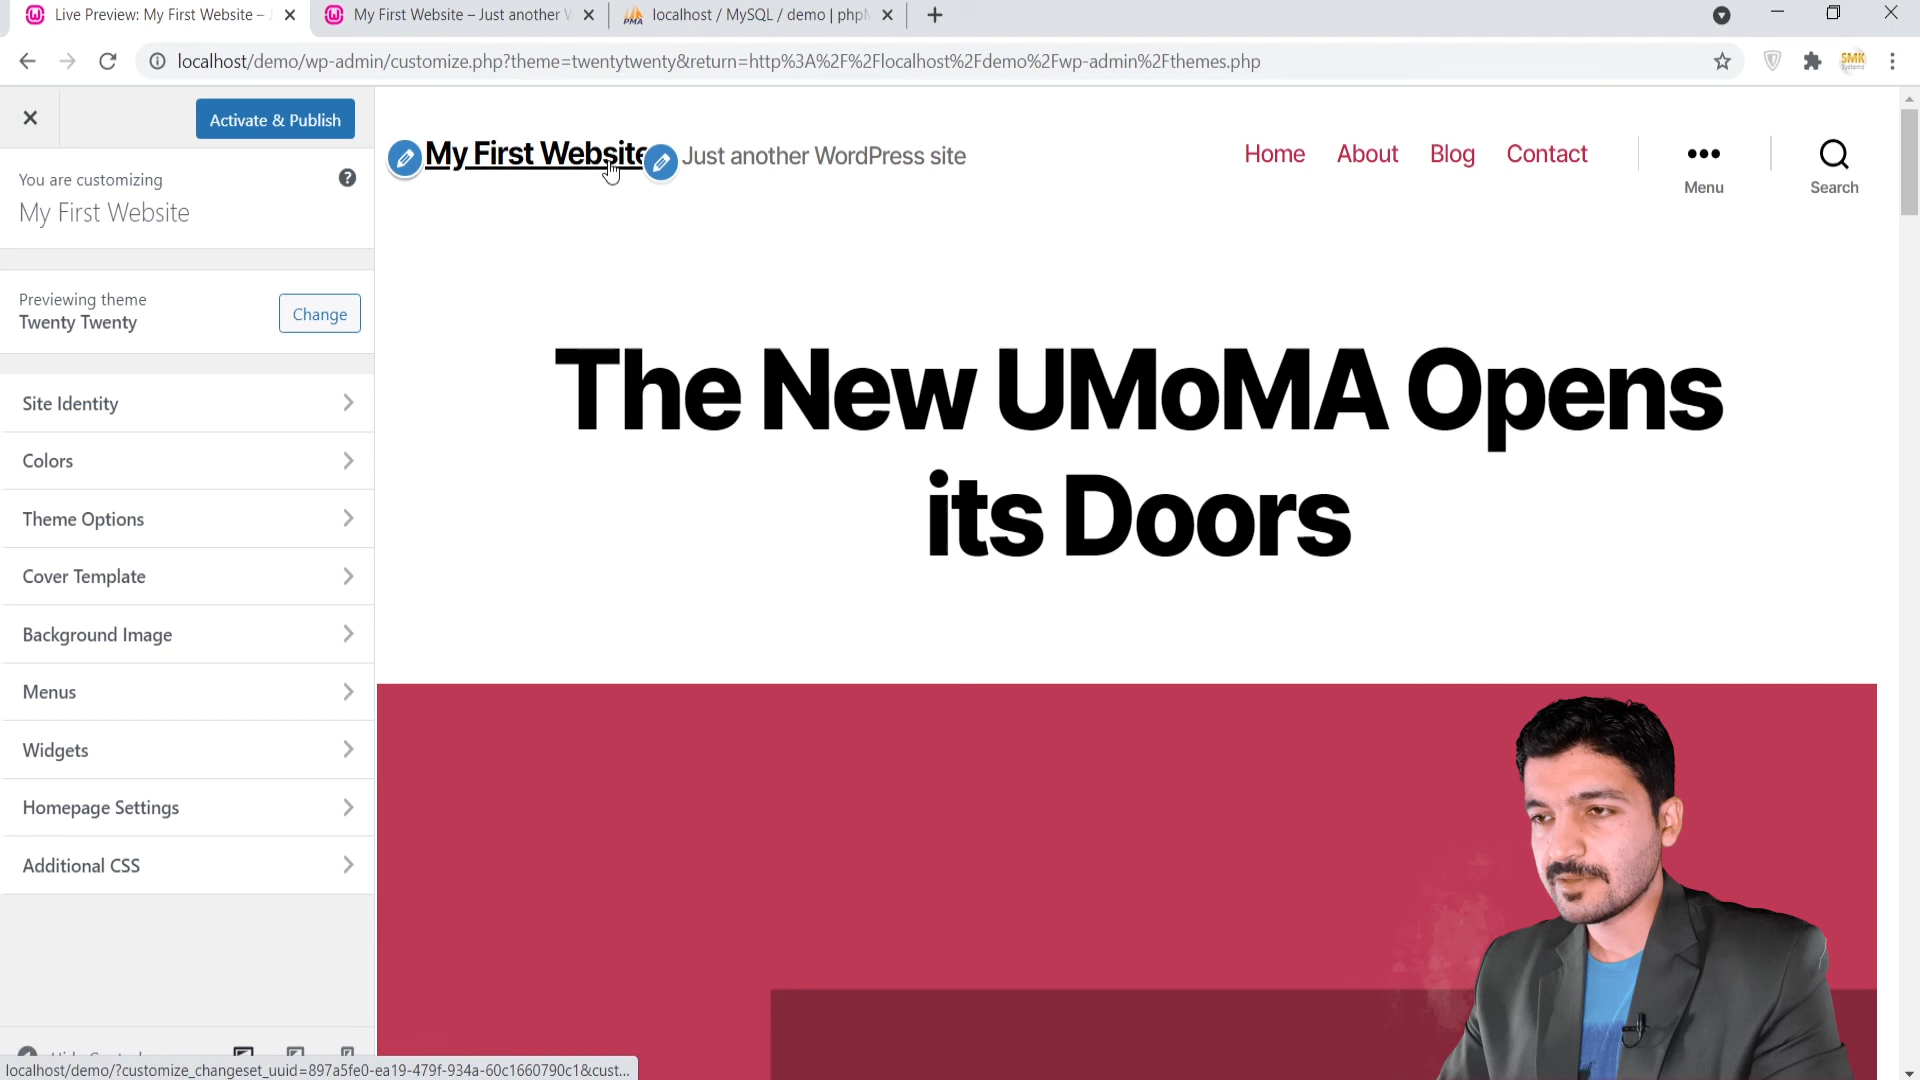 Live Preview: My First Website –
My First Website – Just another W
PMA
localhost / MySQL / demo | php
localhost/demo/wp-admin/customize.php?theme=twentytwenty&return=http%3A%2F%2Flocalhost%2Fdemo%2Fwp-admin%2Fthemes.php
SMK
Systems
Activate & Publish
You are customizing
My First Website
Previewing theme
Twenty Twenty
Change
Site Identity
Colors
Theme Options
Cover Template
Background Image
Menus
Widgets
Homepage Settings
Additional CSS
localhost/demo/?customize_changeset_uuid=897a5fe0-ea19-479f-934a-60c1660790c1&cust...
My First Website
Just another WordPress site
Home
About
Blog
Contact
Menu
Search
The New UMoMA Opens
its Doors